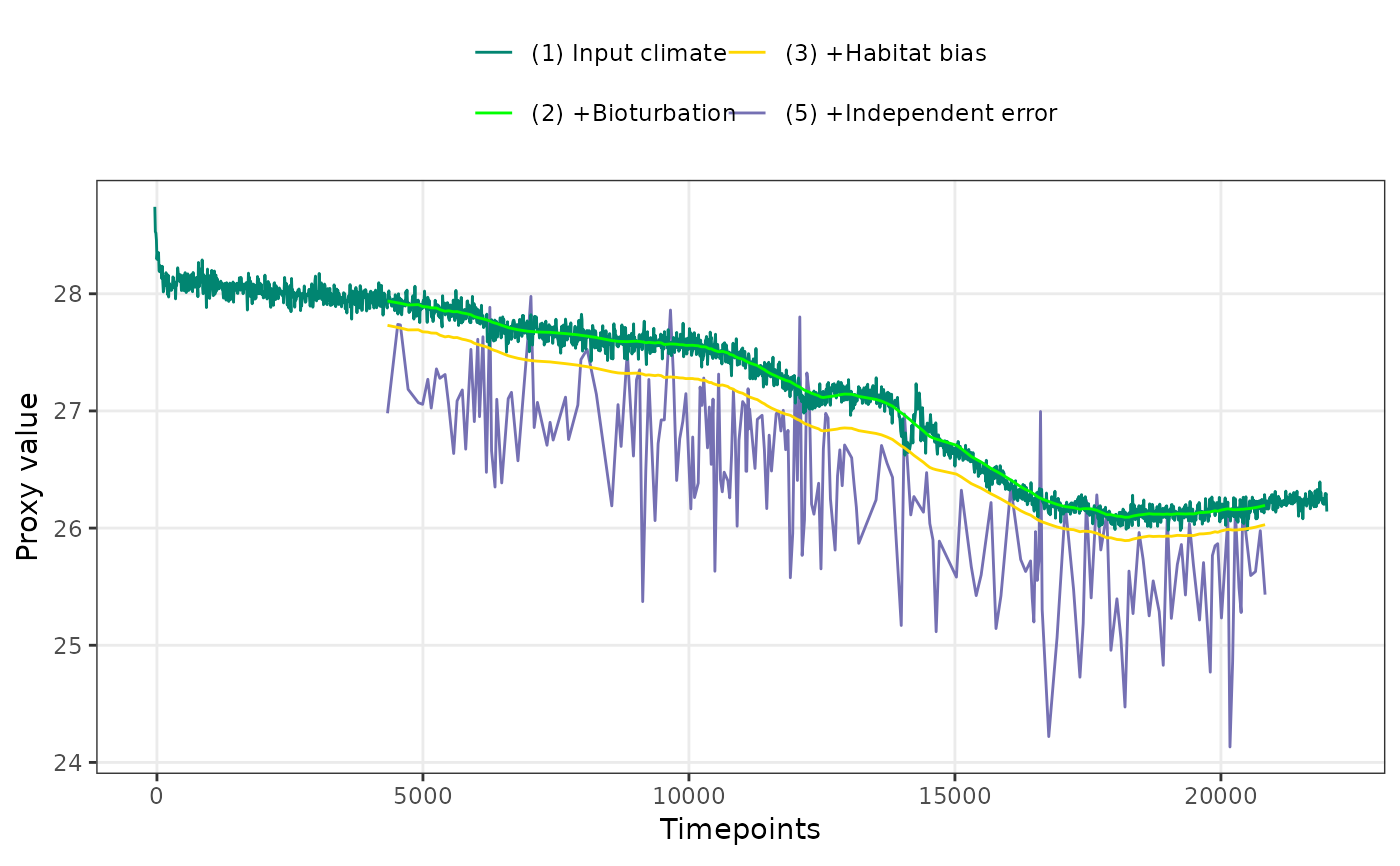 (1) Input climate (3) +Habitat bias
(2) +Bioturbation (5) +Independent error
Proxy value
28
27
26
25
24
0 5000 10000 15000 20000
Timepoints